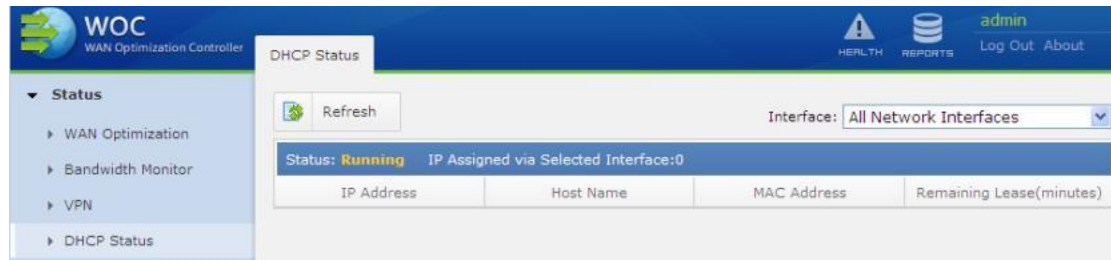 WOC
WAN Optimization Controller
DHCP Status
HEALTH
REPORTS
admin
Log Out About
Status
WAN Optimization
Bandwidth Monitor
VPN
DHCP Status
Refresh
Interface: All Network Interfaces
Status: Running IP Assigned via Selected Interface:0
IP Address Host Name MAC Address Remaining Lease(minutes)